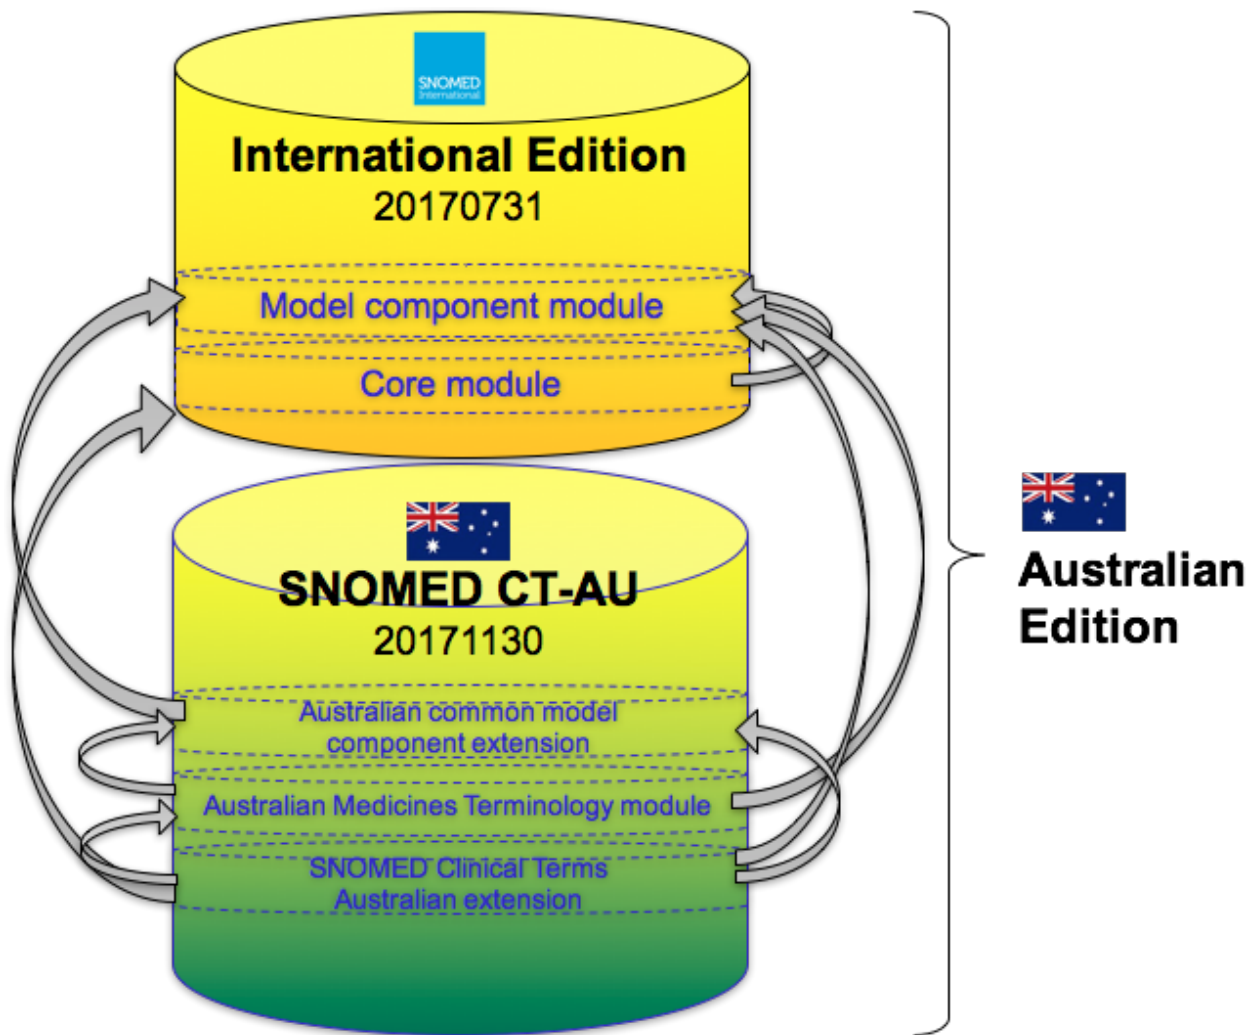 SNOMED
International
International Edition
20170731
Model component module
Core module
SNOMED CT-AU
20171130
Australian common model
component extension
Australian Medicines Terminology module
SNOMED Clinical Terms
Australian extension
Australian
Edition